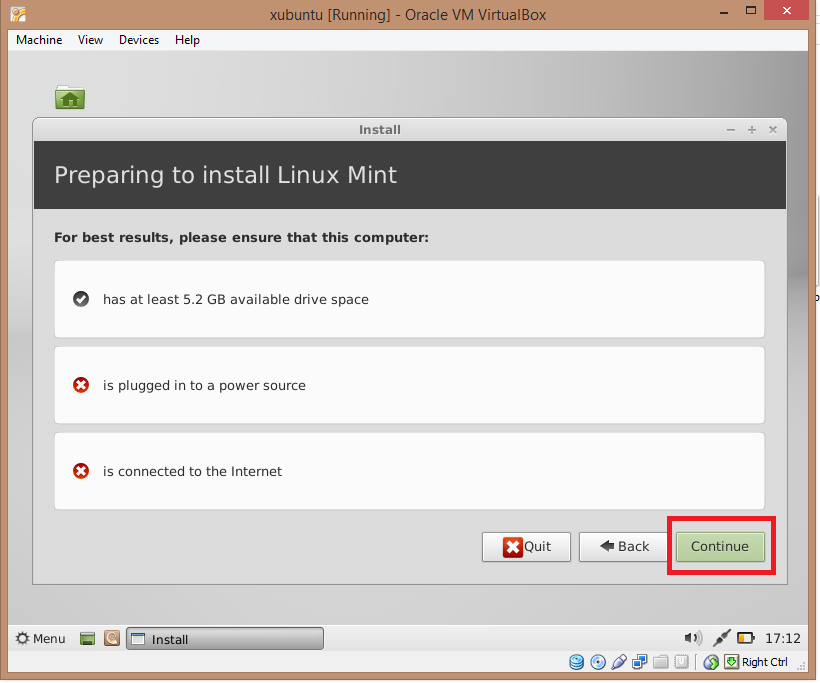 xubuntu [Running] - Oracle VM VirtualBox
Machine View Devices Help
Install
Preparing to install Linux Mint
For best results, please ensure that this computer:
has at least 5.2 GB available drive space
is plugged in to a power source
is connected to the Internet
Quit Back Continue
Menu Install 17:12
Right Ctrl